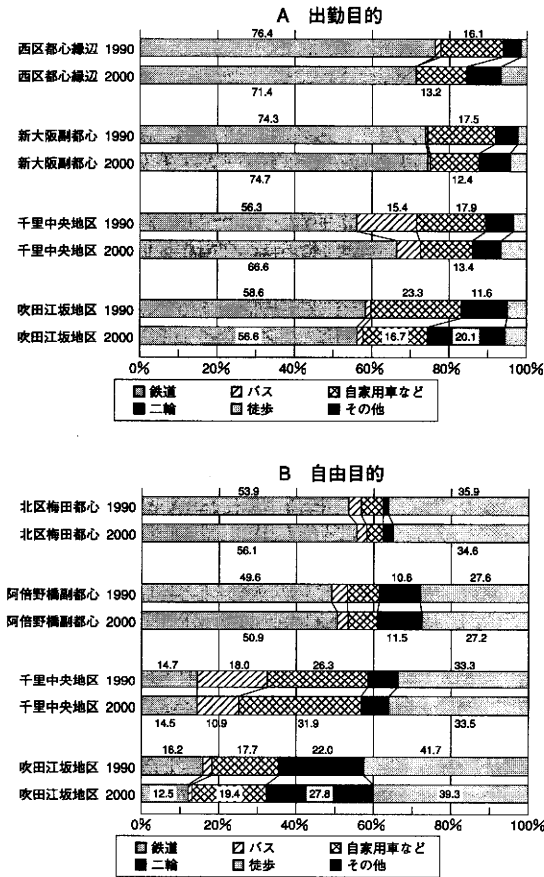 A 出勤目的
76.4 16.1
西区都心縁辺 1990
西区都心縁辺 2000
71.4 13.2
74.3 17.5
新大阪副都心 1990
新大阪副都心 2000
74.7 12.4
56.3 15.4 17.9
千里中央地区 1990
千里中央地区 2000
66.6 13.4
58.6 23.3 11.6
吹田江坂地区 1990
吹田江坂地区 2000 56.6 16.7 20.1
0% 20% 40% 60% 80% 100%
鉄道 バス 自家用車など
二輪 徒歩 その他
B 自由目的
53.9 35.9
北区梅田都心 1990
北区梅田都心 2000
56.1 34.6
49.6 10.6 27.6
阿倍野橋副都心 1990
阿倍野橋副都心 2000
50.9 11.5 27.2
14.7 18.0 26.3 33.3
千里中央地区 1990
千里中央地区 2000
14.5 10.9 31.9 33.5
16.2 17.7 22.0 41.7
吹田江坂地区 1990
吹田江坂地区 2000 12.5 19.4 27.8 39.3
0% 20% 40% 60% 80% 100%
鉄道 バス 自家用車など
二輪 徒歩 その他